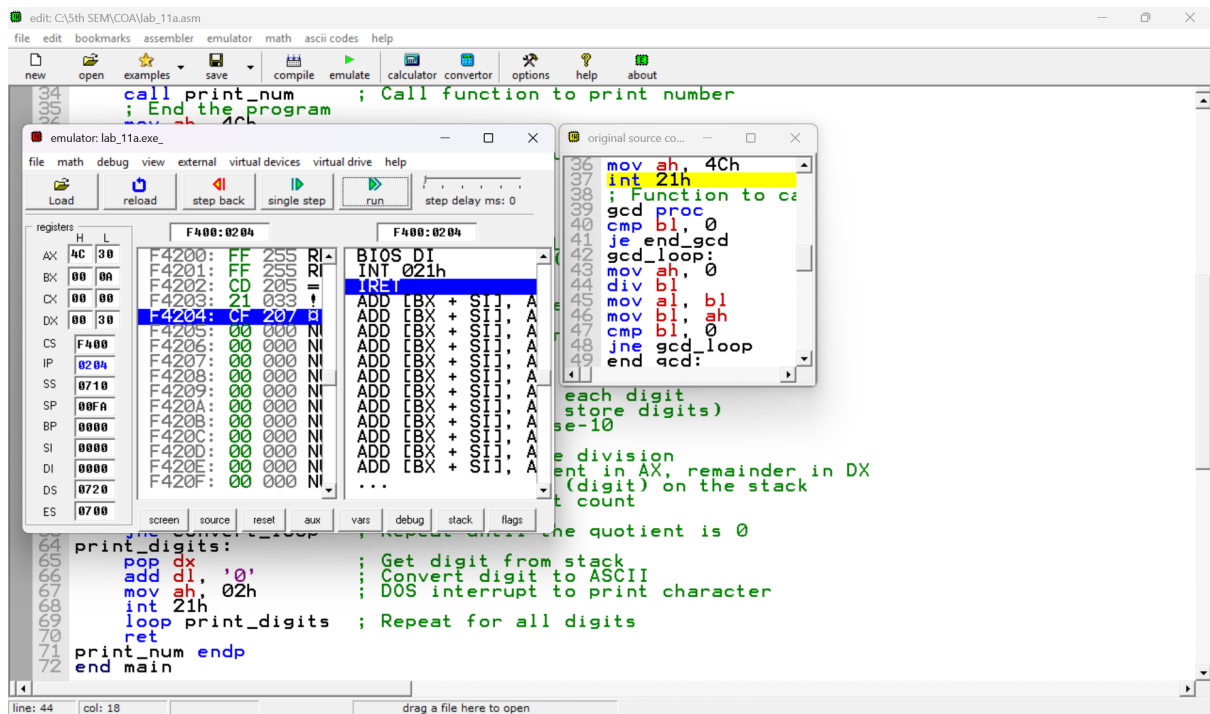 edit: C:\5th SEM\COA\lab_11a.asm
file edit bookmarks assembler emulator math ascii codes help
new open examples save compile emulate calculator convertor options help about
34 call print_num ; Call function to print number
35 ; End the program
mov ah, 4Ch
emulator: lab_11a.exe_
file math debug view external virtual devices virtual drive help
Load reload step back single step run step delay ms: 0
registers
H L
AX 4C 30
BX 00 0A
CX 00 00
DX 00 30
CS F400
IP 0204
SS 0710
SP 00FA
BP 0000
SI 0000
DI 0000
DS 0720
ES 0700
F400:0204
F4200: FF 255
F4201: FF 255
F4202: CD 205 =
F4203: 21 033 !
F4204: CF 207 ¤
F4205: 00 000
F4206: 00 000
F4207: 00 000
F4208: 00 000
F4209: 00 000
F420A: 00 000
F420B: 00 000
F420C: 00 000
F420D: 00 000
F420E: 00 000
F420F: 00 000
F400:0204
BIOS DI
INT 021h
IRET
ADD [BX + SI], A
ADD [BX + SI], A
ADD [BX + SI], A
ADD [BX + SI], A
ADD [BX + SI], A
ADD [BX + SI], A
ADD [BX + SI], A
ADD [BX + SI], A
ADD [BX + SI], A
ADD [BX + SI], A
ADD [BX + SI], A
ADD [BX + SI], A
...
screen source reset aux vars debug stack flags
original source co...
36 mov ah, 4Ch
37 int 21h
38 ; Function to ca
39 gcd proc
40 cmp bl, 0
41 je end_gcd
42 gcd_loop:
43 mov ah, 0
44 div bl
45 mov al, bl
46 mov bl, ah
47 cmp bl, 0
48 jne gcd_loop
49 end_gcd:
each digit
store digits)
se-10
e division
ent in AX, remainder in DX
(digit) on the stack
t count
jne convert_loop ; Repeat until the quotient is 0
64 print_digits:
65 pop dx ; Get digit from stack
66 add dl, '0' ; Convert digit to ASCII
67 mov ah, 02h ; DOS interrupt to print character
68 int 21h
69 loop print_digits ; Repeat for all digits
70 ret
71 print_num endp
72 end main
line: 44 col: 18 drag a file here to open